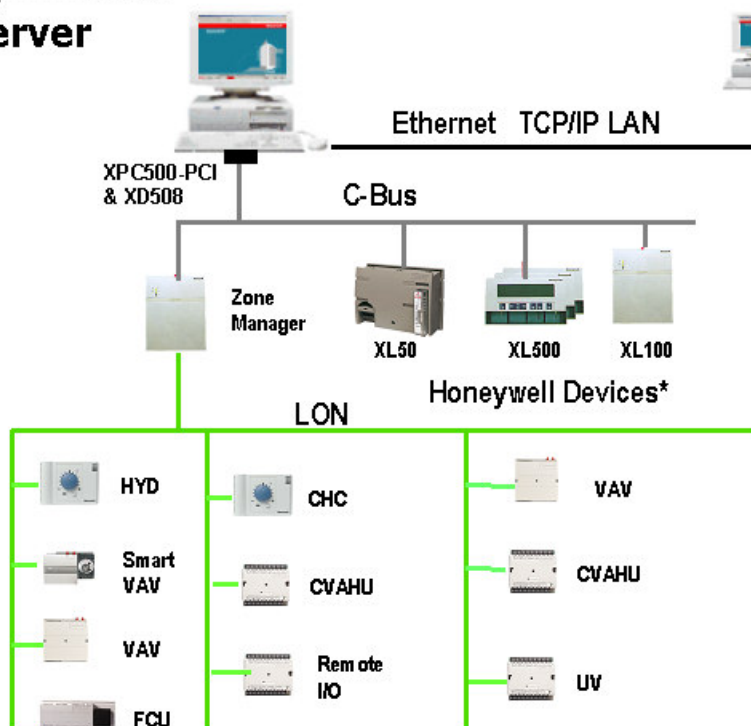 erver
Ethernet TCP/IP LAN
XPC500-PCI
& XD508
C-Bus
Zone
Manager
XL50
XL500
XL100
Honeywell Devices*
LON
HYD
CHC
VAV
Smart
VAV
CVAHU
CVAHU
VAV
Remote
I/O
UV
FCU